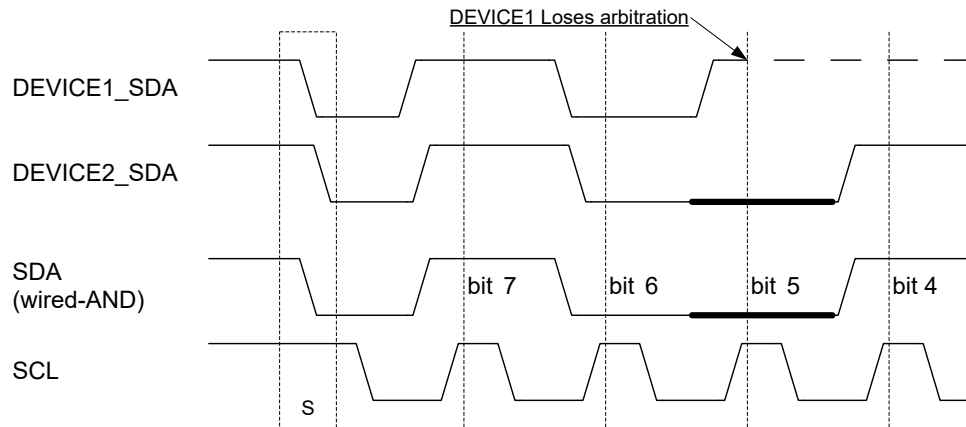 DEVICE1 Loses arbitration
DEVICE1_SDA
DEVICE2_SDA
SDA
(wired-AND)
bit 7
bit 6
bit 5
bit 4
SCL
S